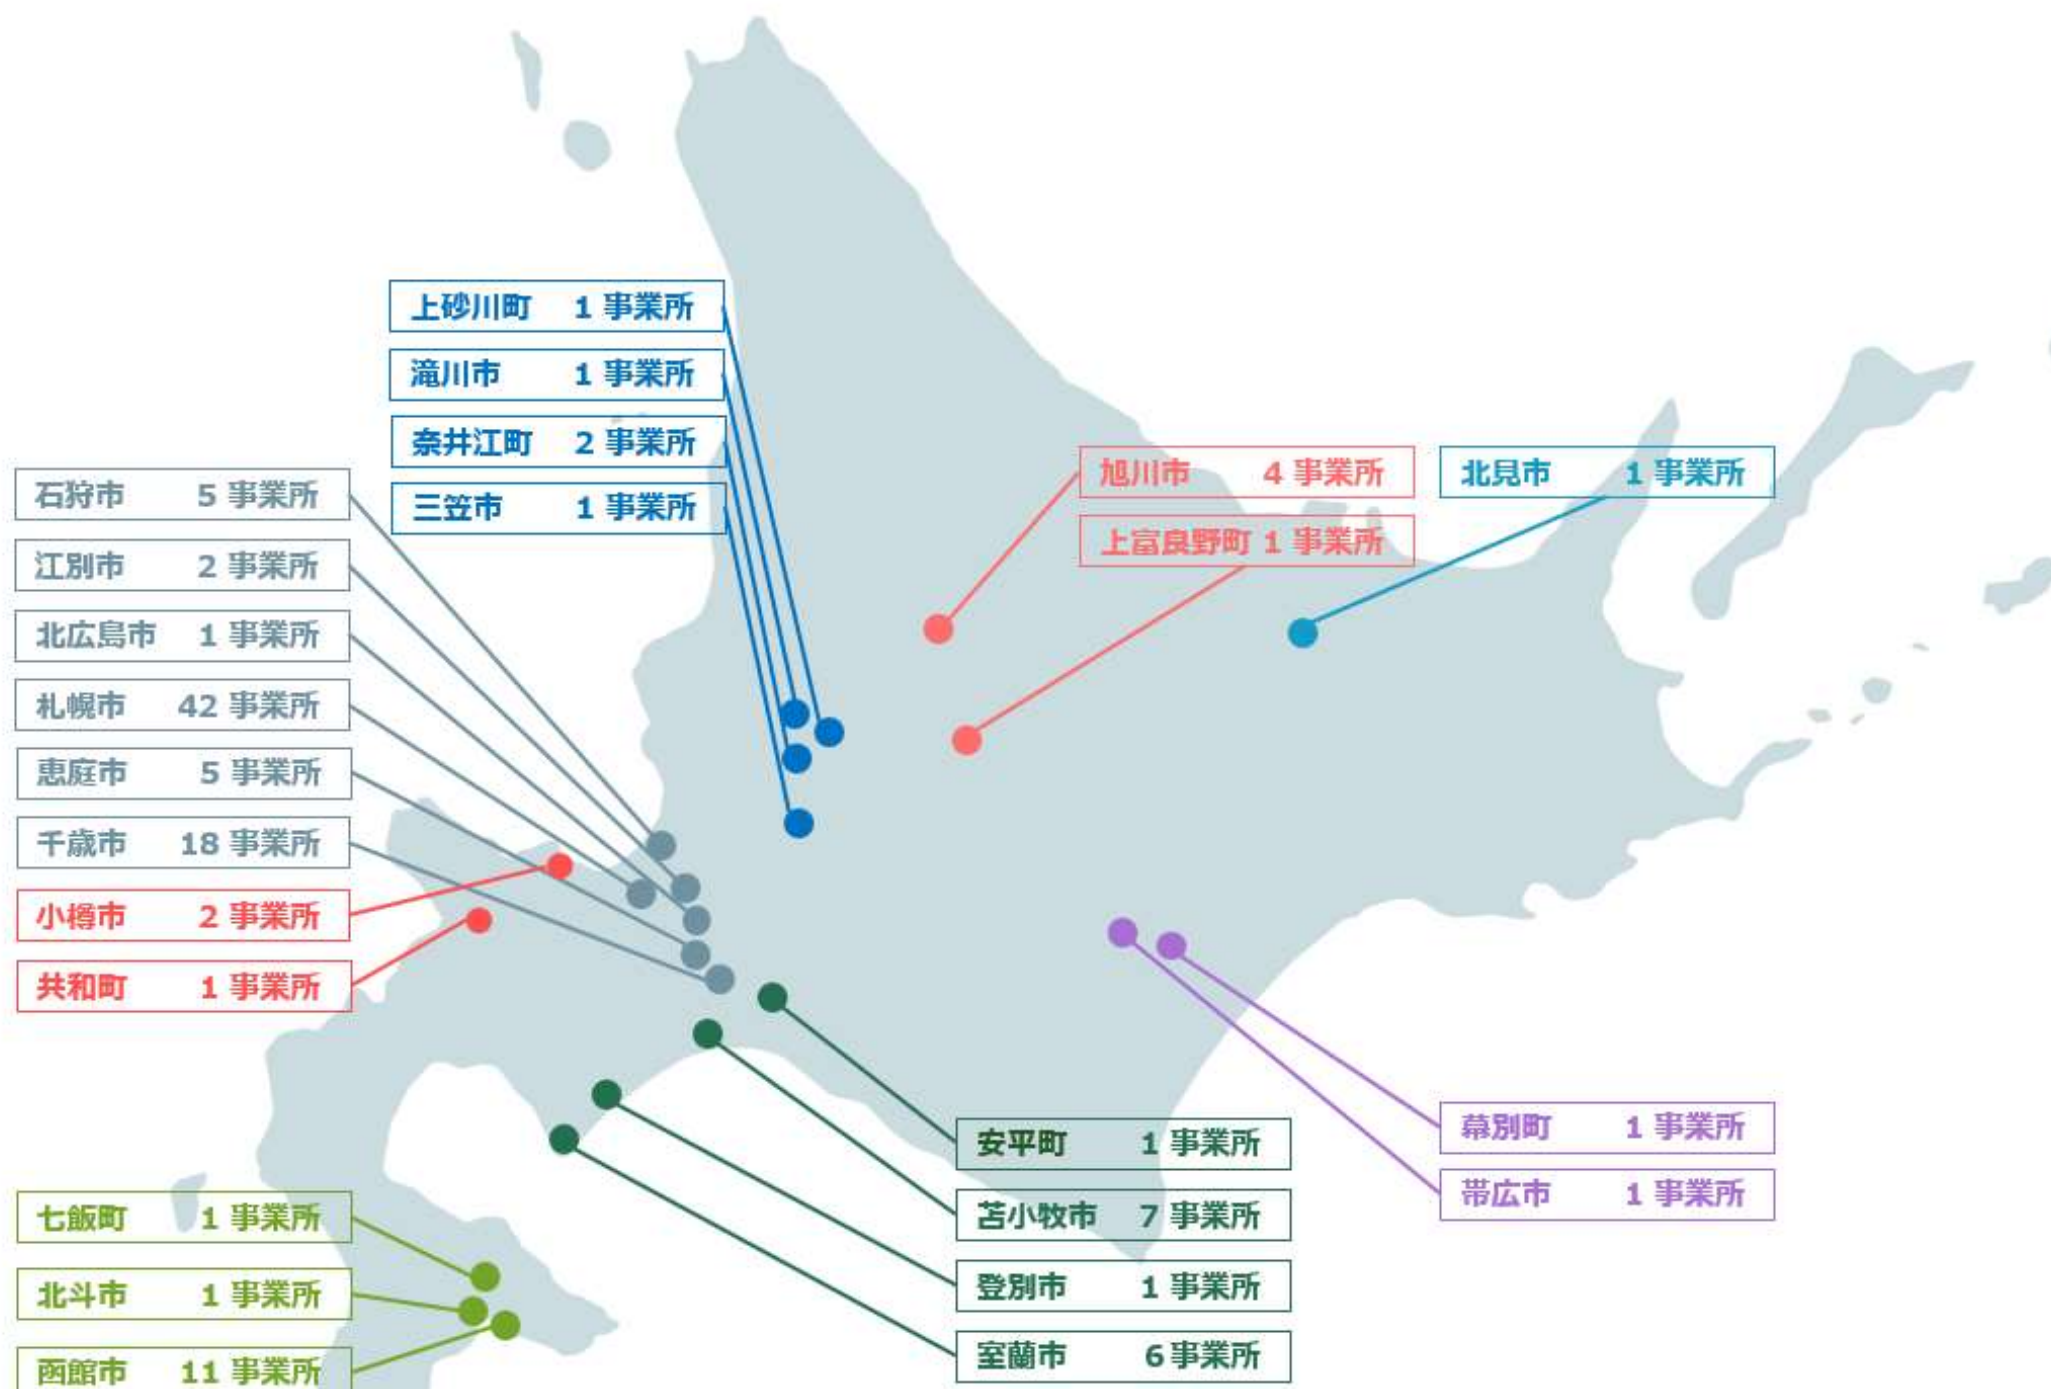 上砂川町 1 事業所
滝川市 1 事業所
奈井江町 2 事業所
三笠市 1 事業所
旭川市 4 事業所
上富良野町 1 事業所
北見市 1 事業所
石狩市 5 事業所
江別市 2 事業所
北広島市 1 事業所
札幌市 42 事業所
恵庭市 5 事業所
千歳市 18 事業所
小樽市 2 事業所
共和町 1 事業所
安平町 1 事業所
苫小牧市 7 事業所
登別市 1 事業所
室蘭市 6 事業所
幕別町 1 事業所
帯広市 1 事業所
七飯町 1 事業所
北斗市 1 事業所
函館市 11 事業所